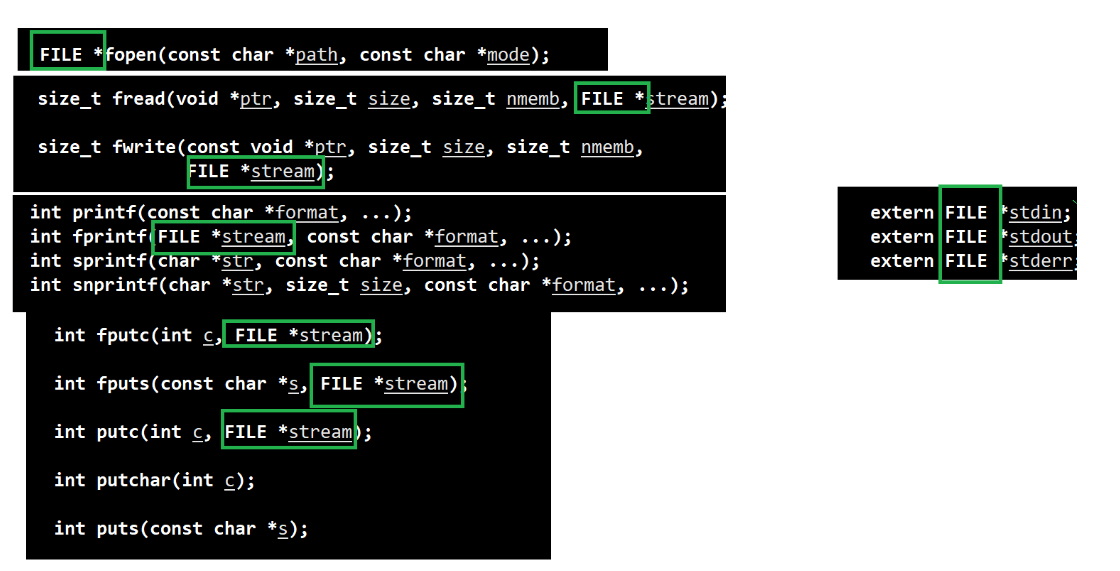 FILE *fopen(const char *path, const char *mode);
size_t fread(void *ptr, size_t size, size_t nmemb, FILE *stream);
size_t fwrite(const void *ptr, size_t size, size_t nmemb,
FILE *stream);
int printf(const char *format, ...);
int fprintf(FILE *stream, const char *format, ...);
int sprintf(char *str, const char *format, ...);
int snprintf(char *str, size_t size, const char *format, ...);
int fputc(int c, FILE *stream);
int fputs(const char *s, FILE *stream);
int putc(int c, FILE *stream);
int putchar(int c);
int puts(const char *s);
extern FILE *stdin;
extern FILE *stdout;
extern FILE *stderr;